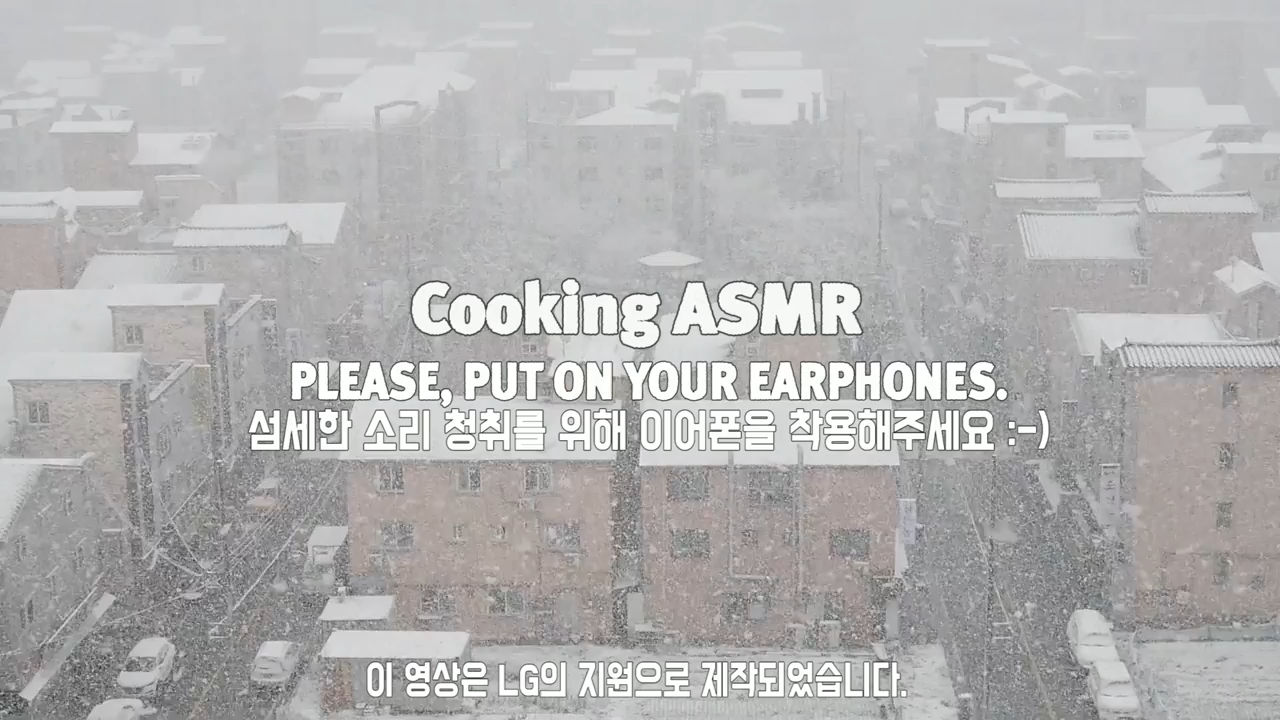 Cooking ASMR
PLEASE, PUT ON YOUR EARPHONES.
섬세한 소리 청취를 위해 이어폰을 착용해주세요 :-)
이 영상은 LG의 지원으로 제작되었습니다.